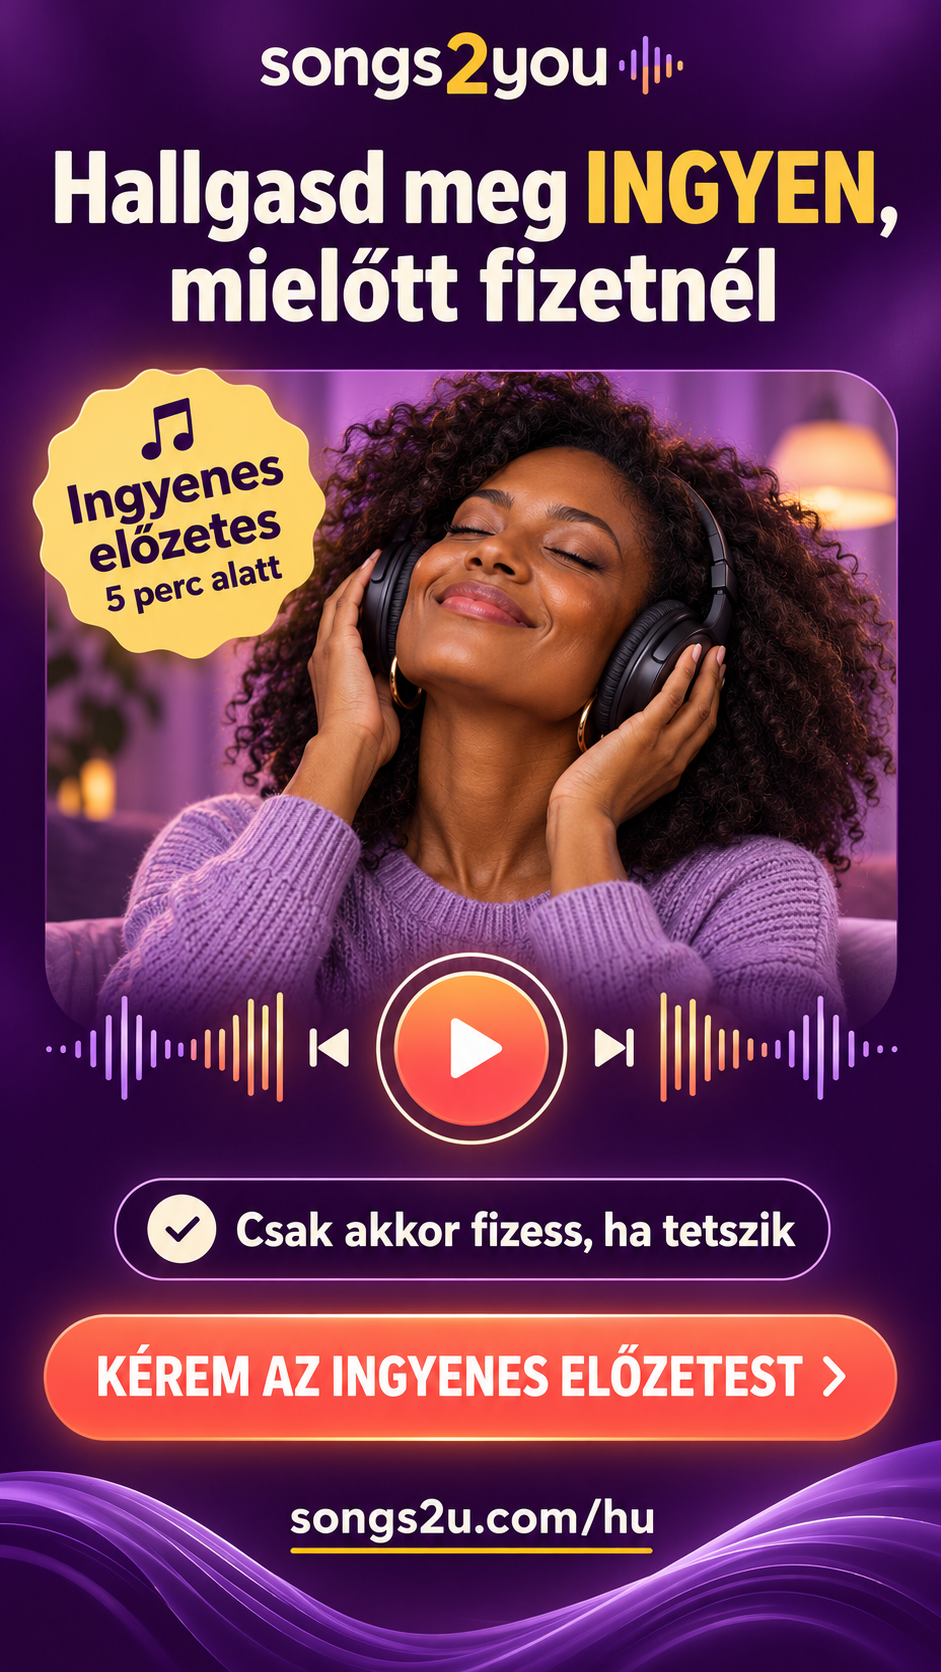 songs2you
Hallgasd meg INGYEN,
mielőtt fizetnél
Ingyenes
előzetes
5 perc alatt
Csak akkor fizess, ha tetszik
KÉREM AZ INGYENES ELŐZETEST
songs2u.com/hu